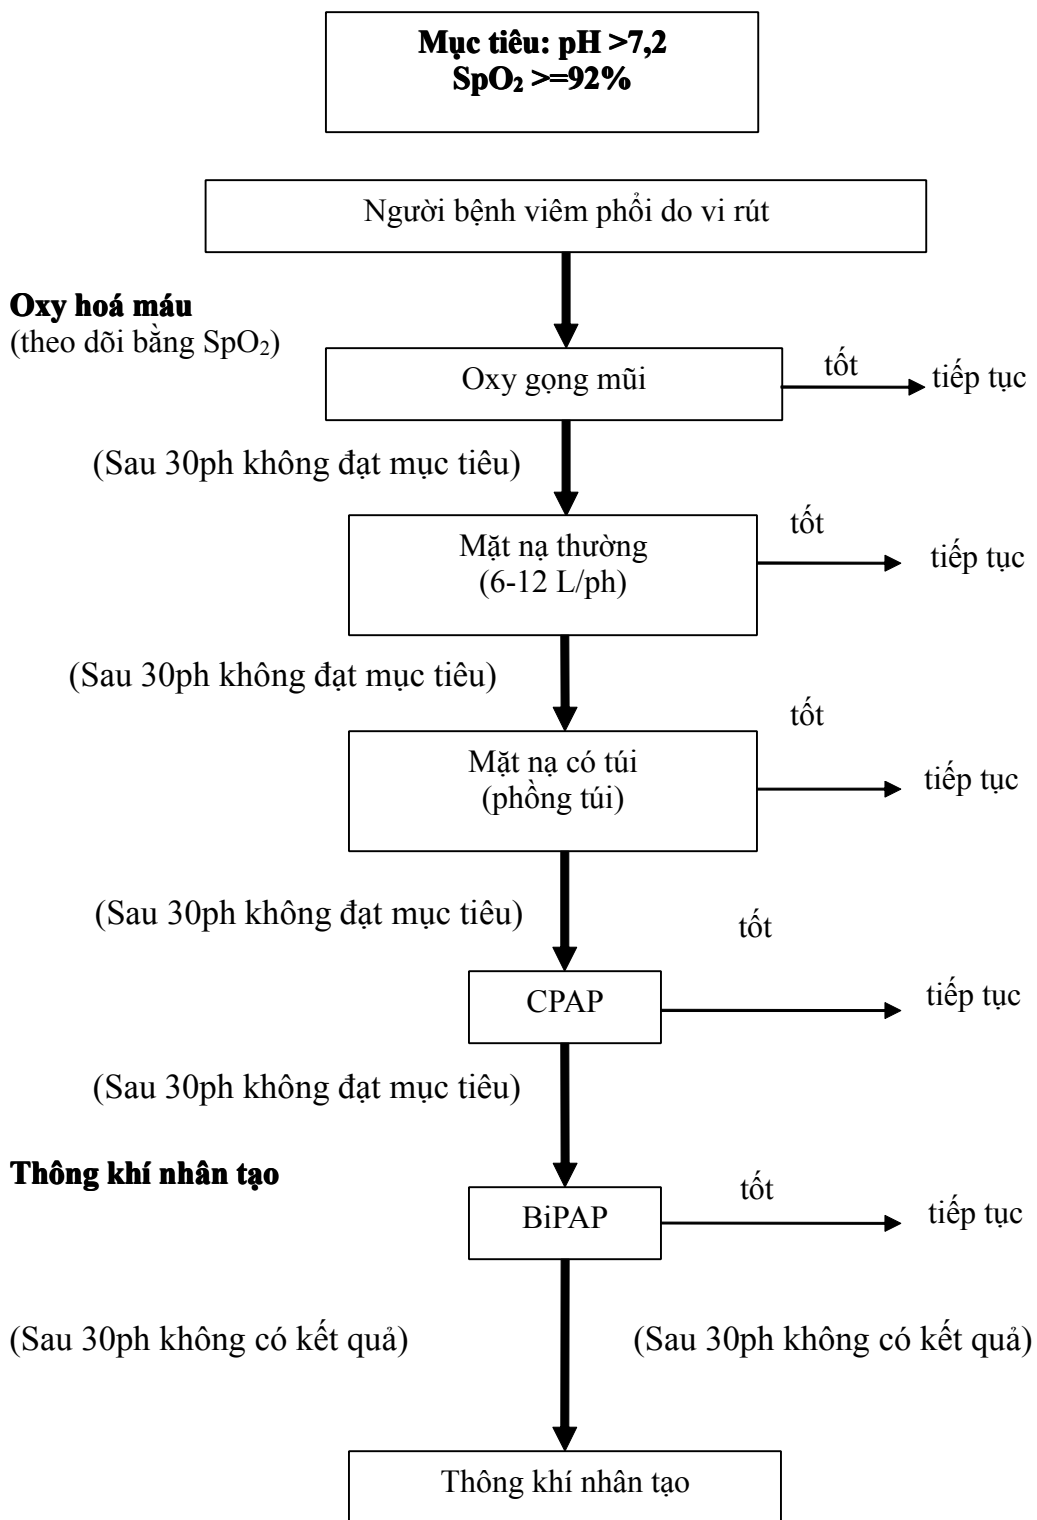 Mục tiêu: pH >7,2
SpO₂ >=92%
Người bệnh viêm phổi do vi rút
Oxy hoá máu
(theo dõi bằng SpO₂)
Oxy gọng mũi
tốt
tiếp tục
(Sau 30ph không đạt mục tiêu)
Mặt nạ thường
(6-12 L/ph)
tốt
tiếp tục
(Sau 30ph không đạt mục tiêu)
Mặt nạ có túi
(phồng túi)
tốt
tiếp tục
(Sau 30ph không đạt mục tiêu)
tốt
CPAP
tiếp tục
(Sau 30ph không đạt mục tiêu)
Thông khí nhân tạo
BiPAP
tốt
tiếp tục
(Sau 30ph không có kết quả)
(Sau 30ph không có kết quả)
Thông khí nhân tạo